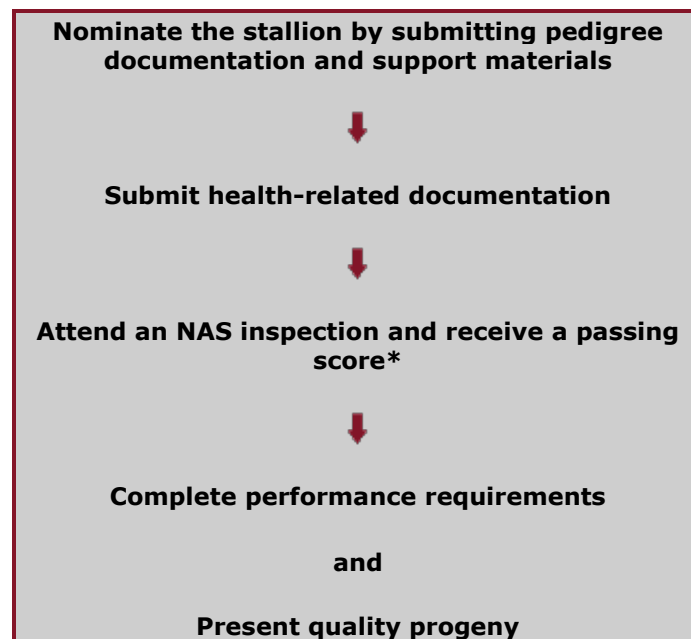 Nominate the stallion by submitting pedigree
documentation and support materials
Submit health-related documentation
Attend an NAS inspection and receive a passing
score*
Complete performance requirements
and
Present quality progeny